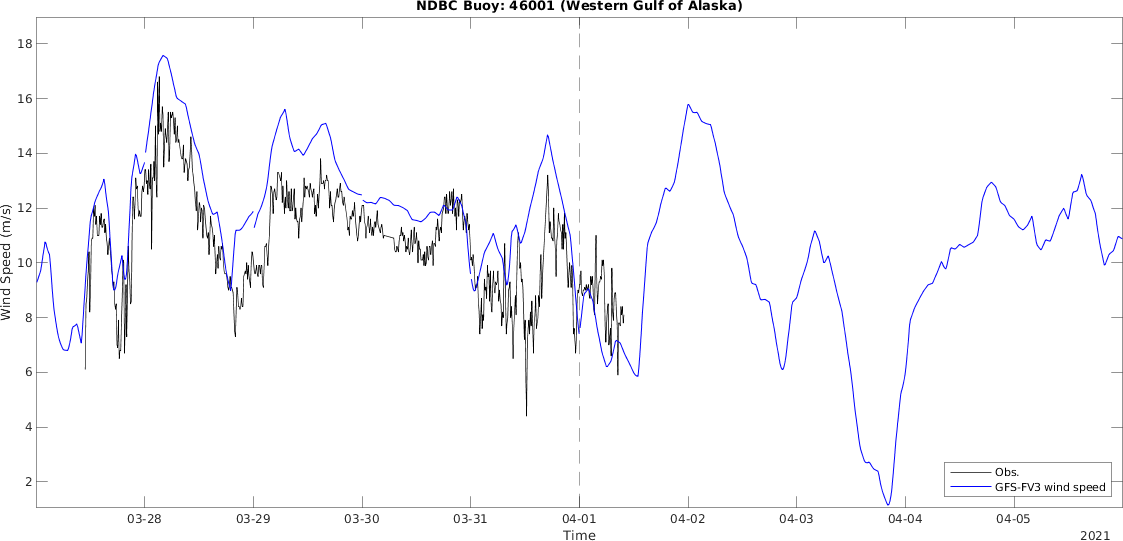 NDBC Buoy: 46001 (Western Gulf of Alaska)
18
16
14
12
10
8
6
4
2
Wind Speed (m/s)
Obs.
GFS-FV3 wind speed
03-28 03-29 03-30 03-31 04-01 04-02 04-03 04-04 04-05
Time
2021